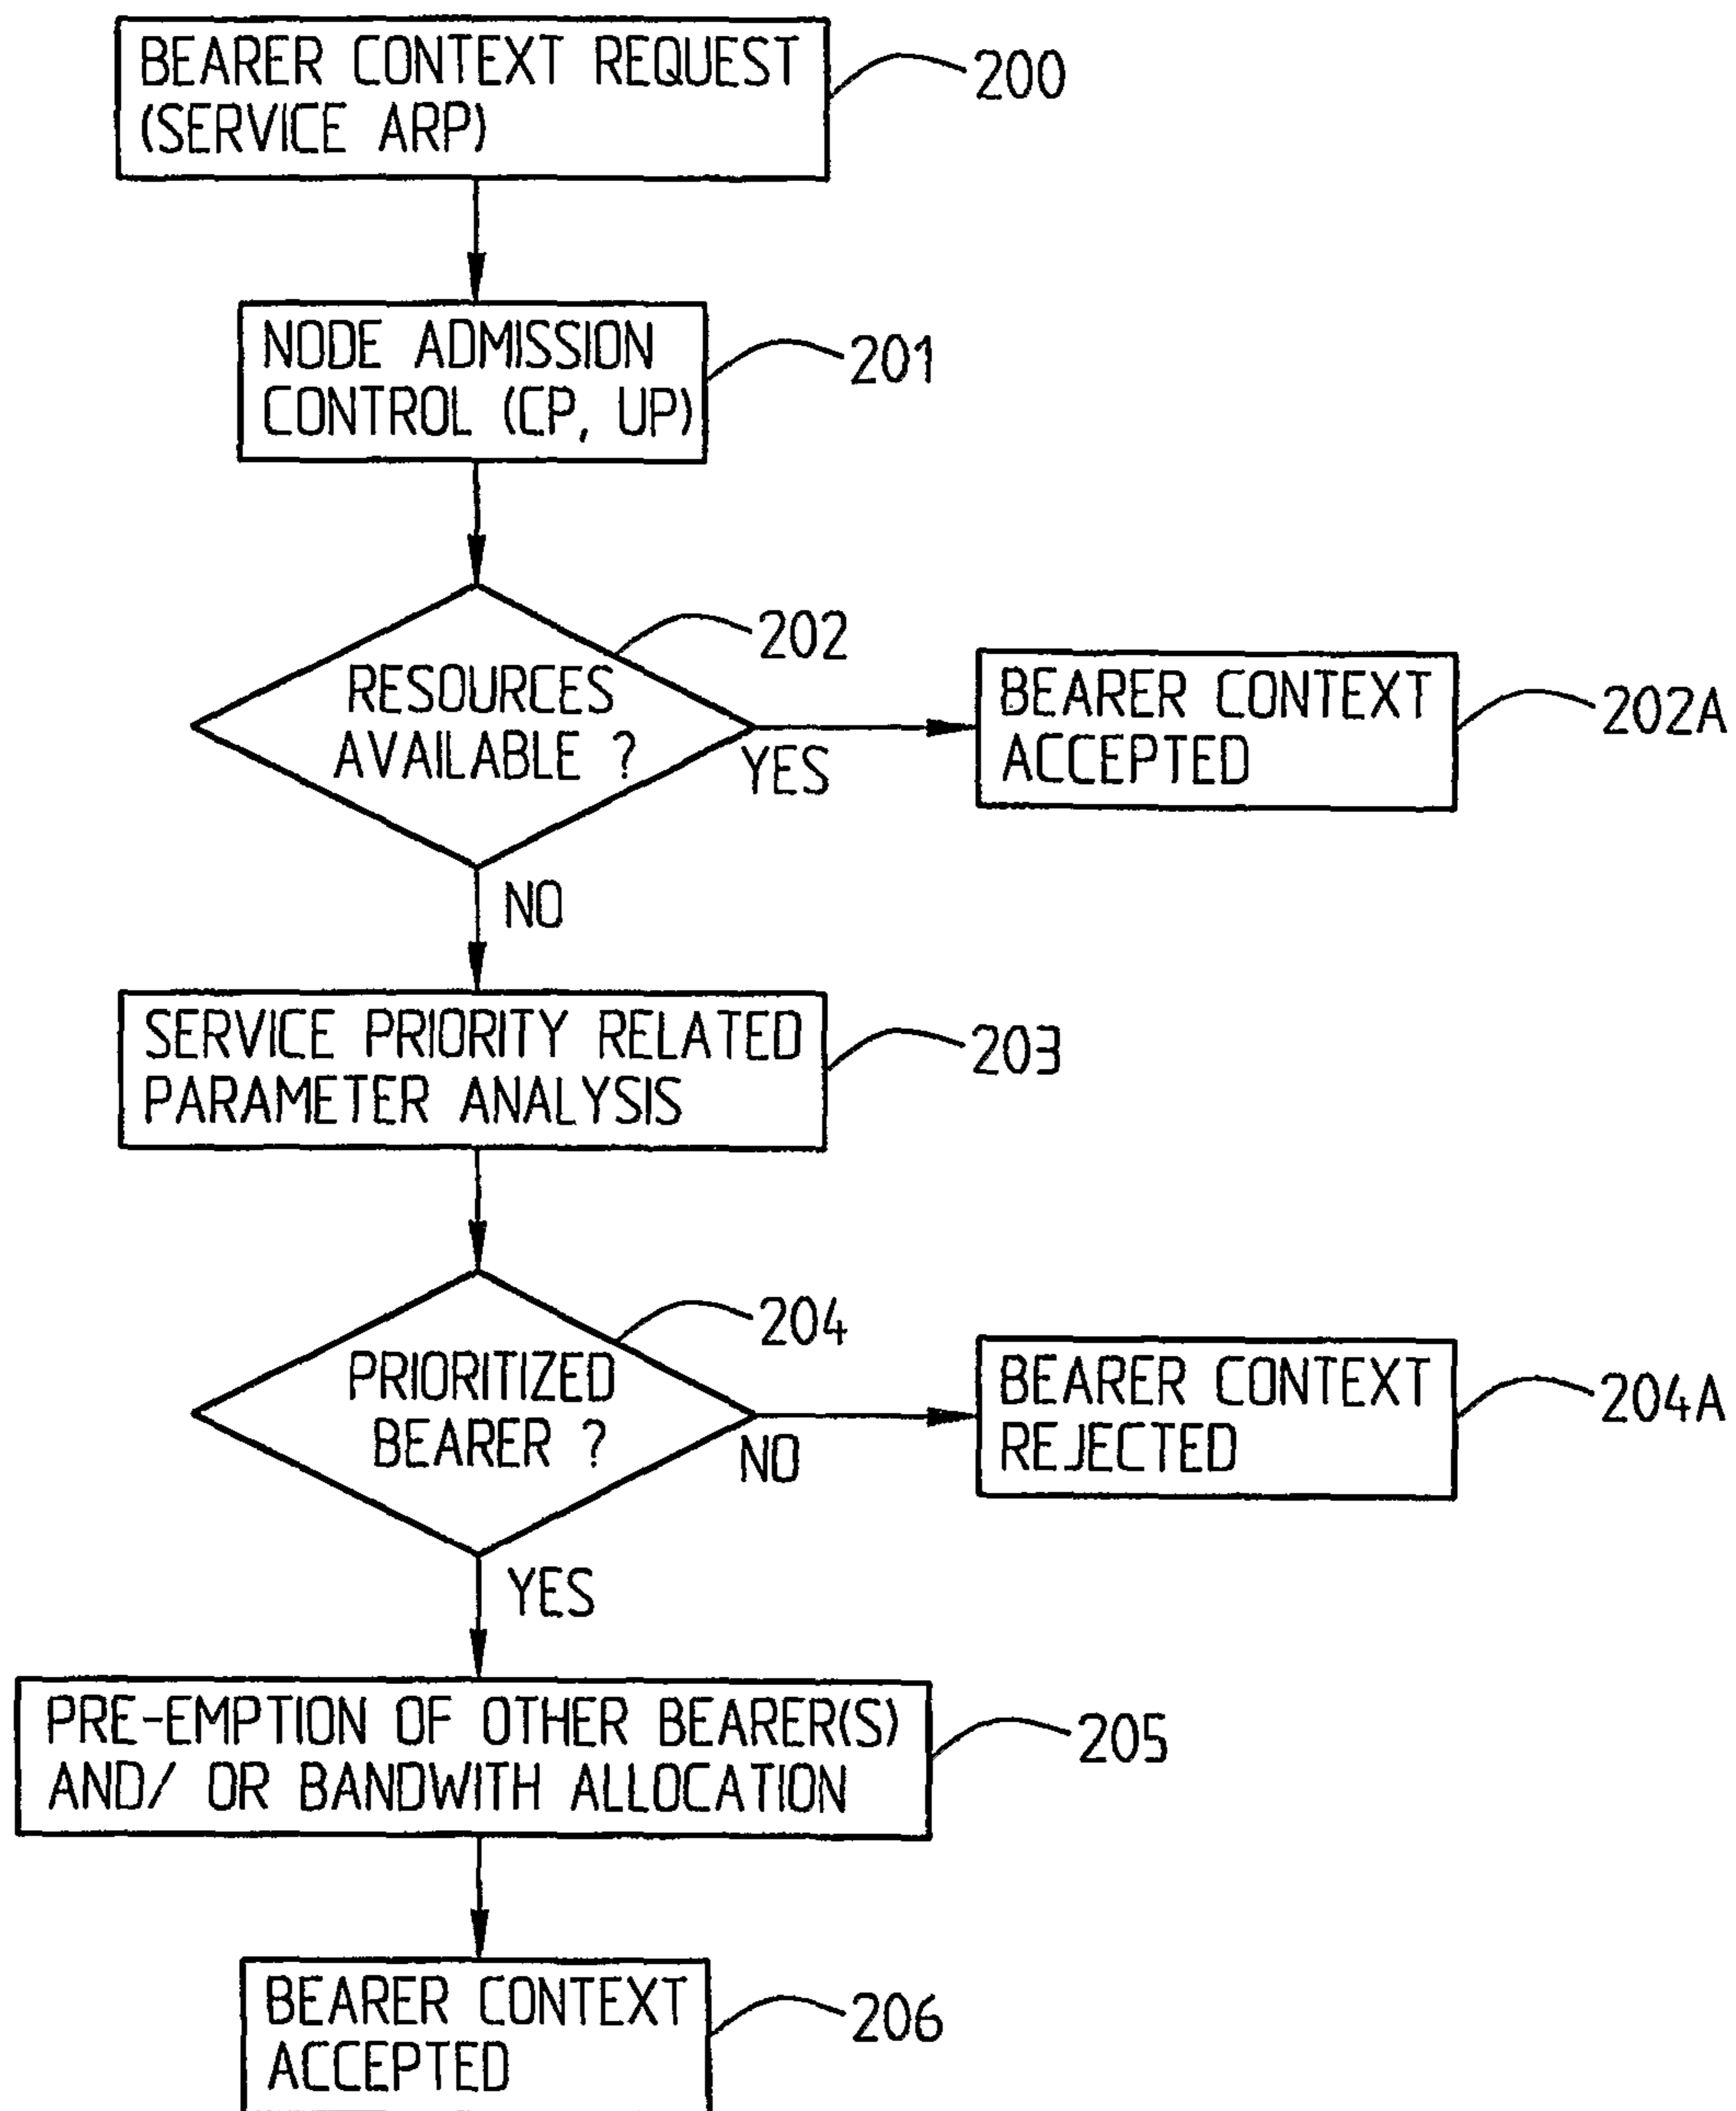 BEARER CONTEXT REQUEST
(SERVICE ARP)
200
NODE ADMISSION
CONTROL (CP, UP)
201
202
RESOURCES
AVAILABLE ?
YES
BEARER CONTEXT
ACCEPTED
202A
NO
SERVICE PRIORITY RELATED
PARAMETER ANALYSIS
203
204
PRIORITIZED
BEARER ?
NO
BEARER CONTEXT
REJECTED
204A
YES
PRE-EMPTION OF OTHER BEARER(S)
AND/ OR BANDWITH ALLOCATION
205
BEARER CONTEXT
ACCEPTED
206